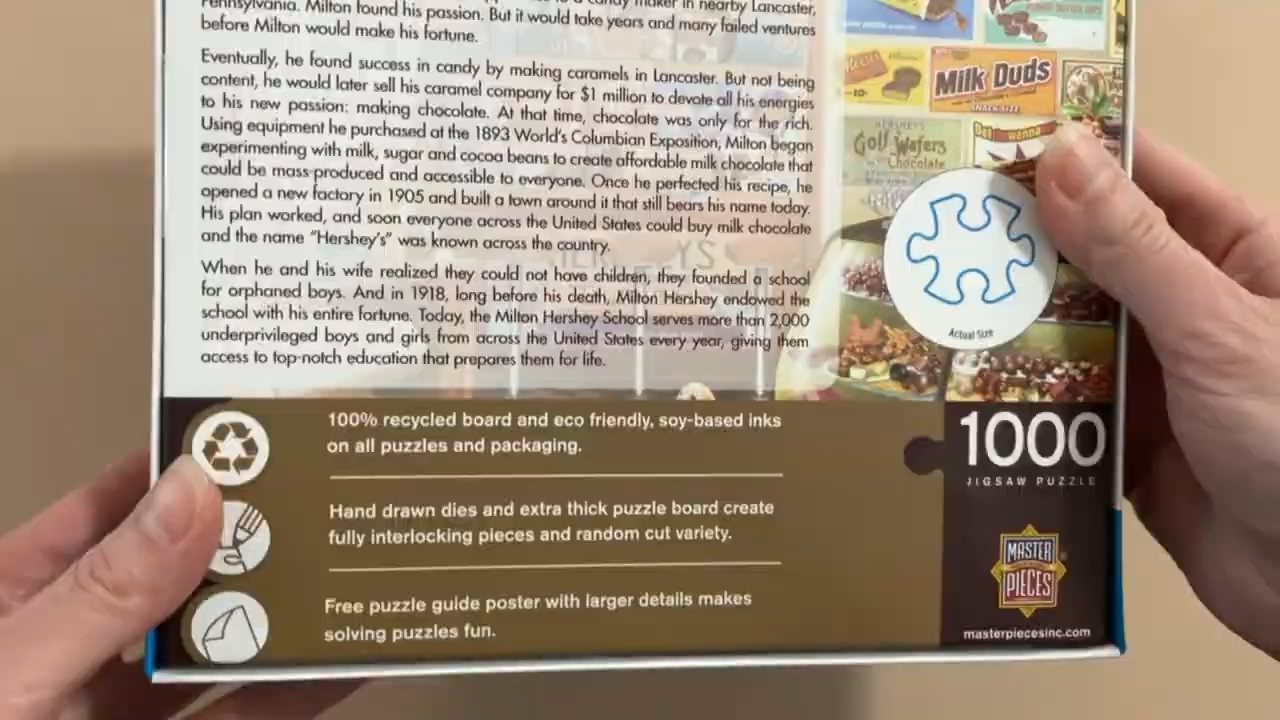 candy maker in nearby Lancaster,
Pennsylvania. Milton found his passion. But it would take years and many failed ventures
before Milton would make his fortune.
Eventually, he found success in candy by making caramels in Lancaster. But not being
content, he would later sell his caramel company for $1 million to devote all his energies
to his new passion: making chocolate. At that time, chocolate was only for the rich.
Using equipment he purchased at the 1893 World's Columbian Exposition, Milton began
experimenting with milk, sugar and cocoa beans to create affordable milk chocolate that
could be mass-produced and accessible to everyone. Once he perfected his recipe, he
opened a new factory in 1905 and built a town around it that still bears his name today.
His plan worked, and soon everyone across the United States could buy milk chocolate
and the name "Hershey's" was known across the country.
When he and his wife realized they could not have children, they founded a school
for orphaned boys. And in 1918, long before his death, Milton Hershey endowed the
school with his entire fortune. Today, the Milton Hershey School serves more than 2,000
underprivileged boys and girls from across the United States every year, giving them
access to top-notch education that prepares them for life.
Milk Duds
SNACK SIZE
HERSHEY'S
Golf Wafers
Chocolate
Actual Size
100% recycled board and eco friendly, soy-based inks
on all puzzles and packaging.
Hand drawn dies and extra thick puzzle board create
fully interlocking pieces and random cut variety.
Free puzzle guide poster with larger details makes
solving puzzles fun.
1000
JIGSAW PUZZLE
MASTER
PIECES
masterpiecesinc.com